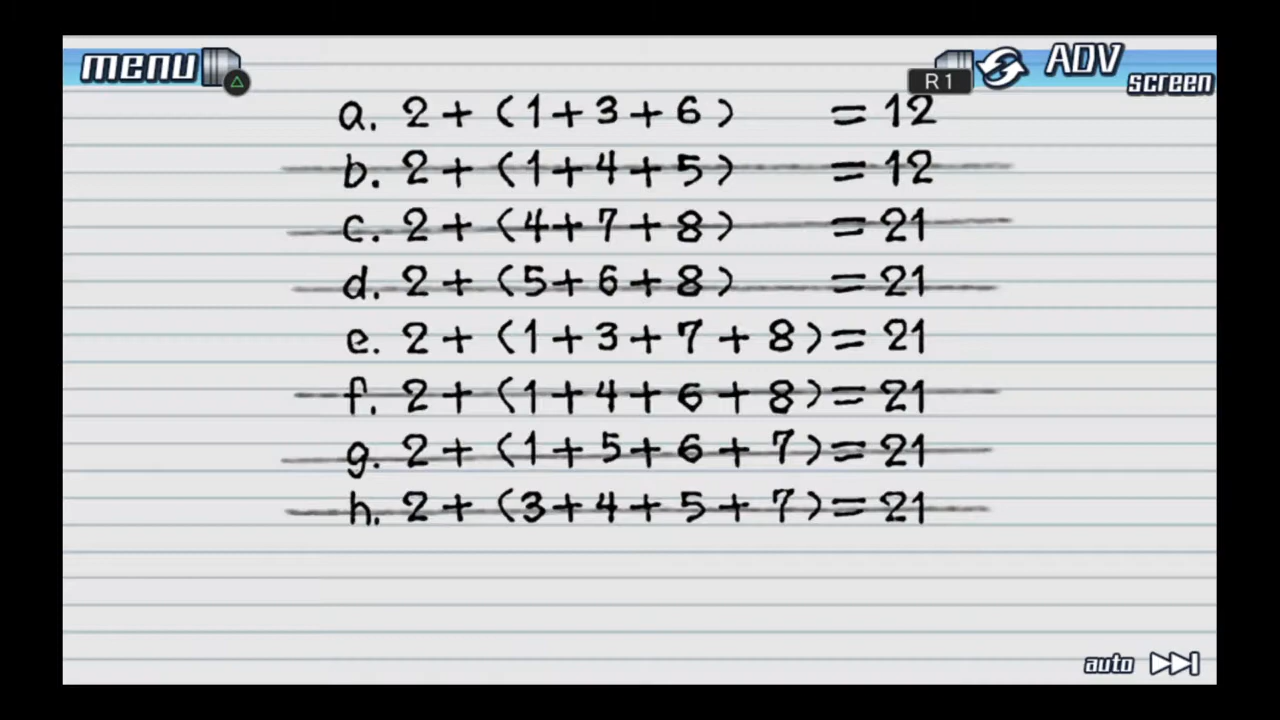 menu
R1 ADV screen
a. 2 + (1 + 3 + 6) = 12
b. 2 + (1 + 4 + 5) = 12
c. 2 + (4 + 7 + 8) = 21
d. 2 + (5 + 6 + 8) = 21
e. 2 + (1 + 3 + 7 + 8) = 21
f. 2 + (1 + 4 + 6 + 8) = 21
g. 2 + (1 + 5 + 6 + 7) = 21
h. 2 + (3 + 4 + 5 + 7) = 21
auto